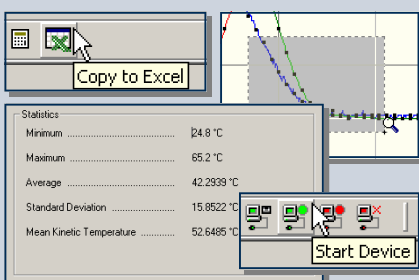 Copy to Excel
Statistics
Minimum ........................ 24.8 °C
Maximum ........................ 65.2 °C
Average ........................ 42.2939 °C
Standard Deviation ................ 15.8522 °C
Mean Kinetic Temperature ........... 52.6485 °C
Start Device